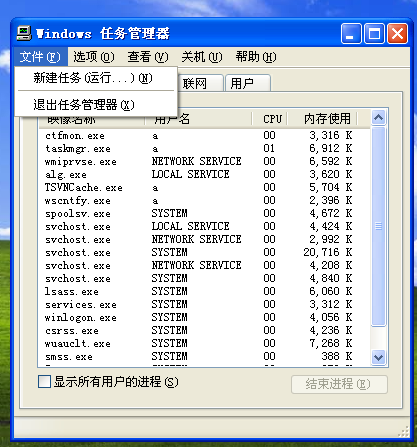 Windows 任务管理器
文件(F) 选项(O) 查看(V) 关机(U) 帮助(H)
新建任务(运行...)(N)
退出任务管理器(X)
联网 用户
映像名称 用户名 CPU 内存使用
ctfmon.exe a 00 3,316 K
taskmgr.exe a 01 6,912 K
wmiprvse.exe NETWORK SERVICE 00 6,592 K
alg.exe LOCAL SERVICE 00 3,620 K
TSVNCache.exe a 00 5,704 K
wscntfy.exe a 00 2,396 K
spoolsv.exe SYSTEM 00 4,672 K
svchost.exe LOCAL SERVICE 00 4,424 K
svchost.exe NETWORK SERVICE 00 2,992 K
svchost.exe SYSTEM 00 20,716 K
svchost.exe NETWORK SERVICE 00 4,208 K
svchost.exe SYSTEM 00 4,840 K
lsass.exe SYSTEM 00 6,060 K
services.exe SYSTEM 00 3,312 K
winlogon.exe SYSTEM 00 4,056 K
csrss.exe SYSTEM 00 4,236 K
wuauclt.exe SYSTEM 00 7,268 K
smss.exe SYSTEM 00 388 K
显示所有用户的进程(S) 结束进程(E)